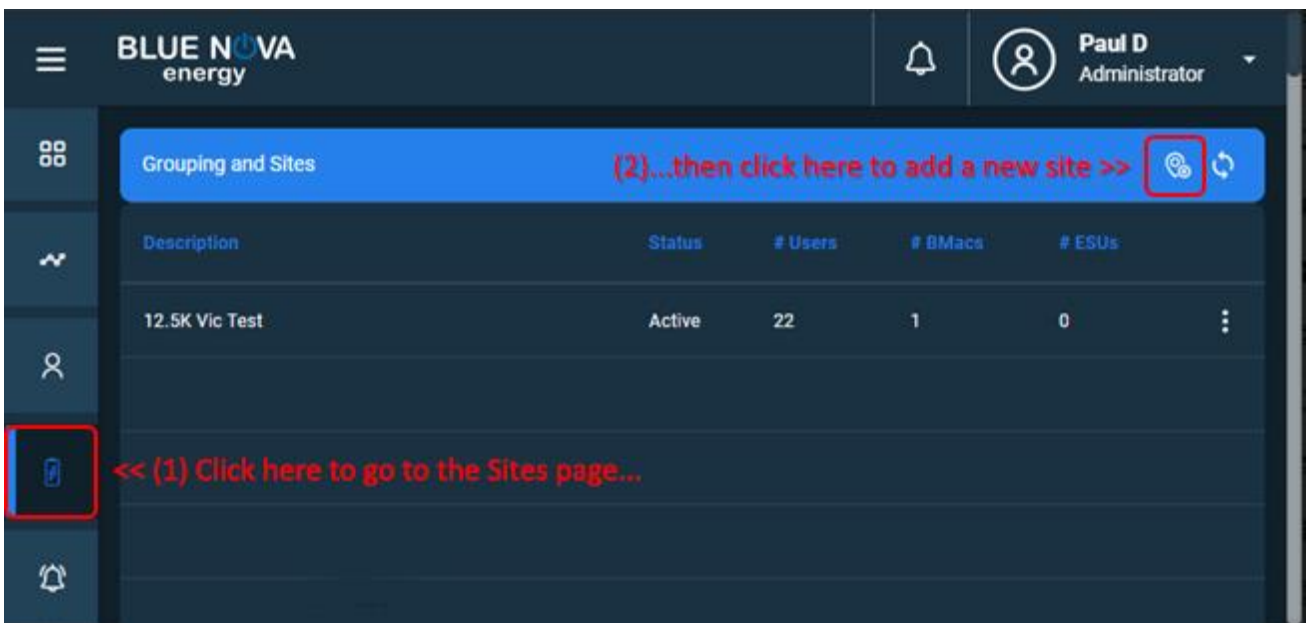 BLUE NOVA
energy
Paul D
Administrator
Grouping and Sites
(2)...then click here to add a new site >>
Description Status # Users # BMacs # ESUs
12.5K Vic Test Active 22 1 0
<< (1) Click here to go to the Sites page...